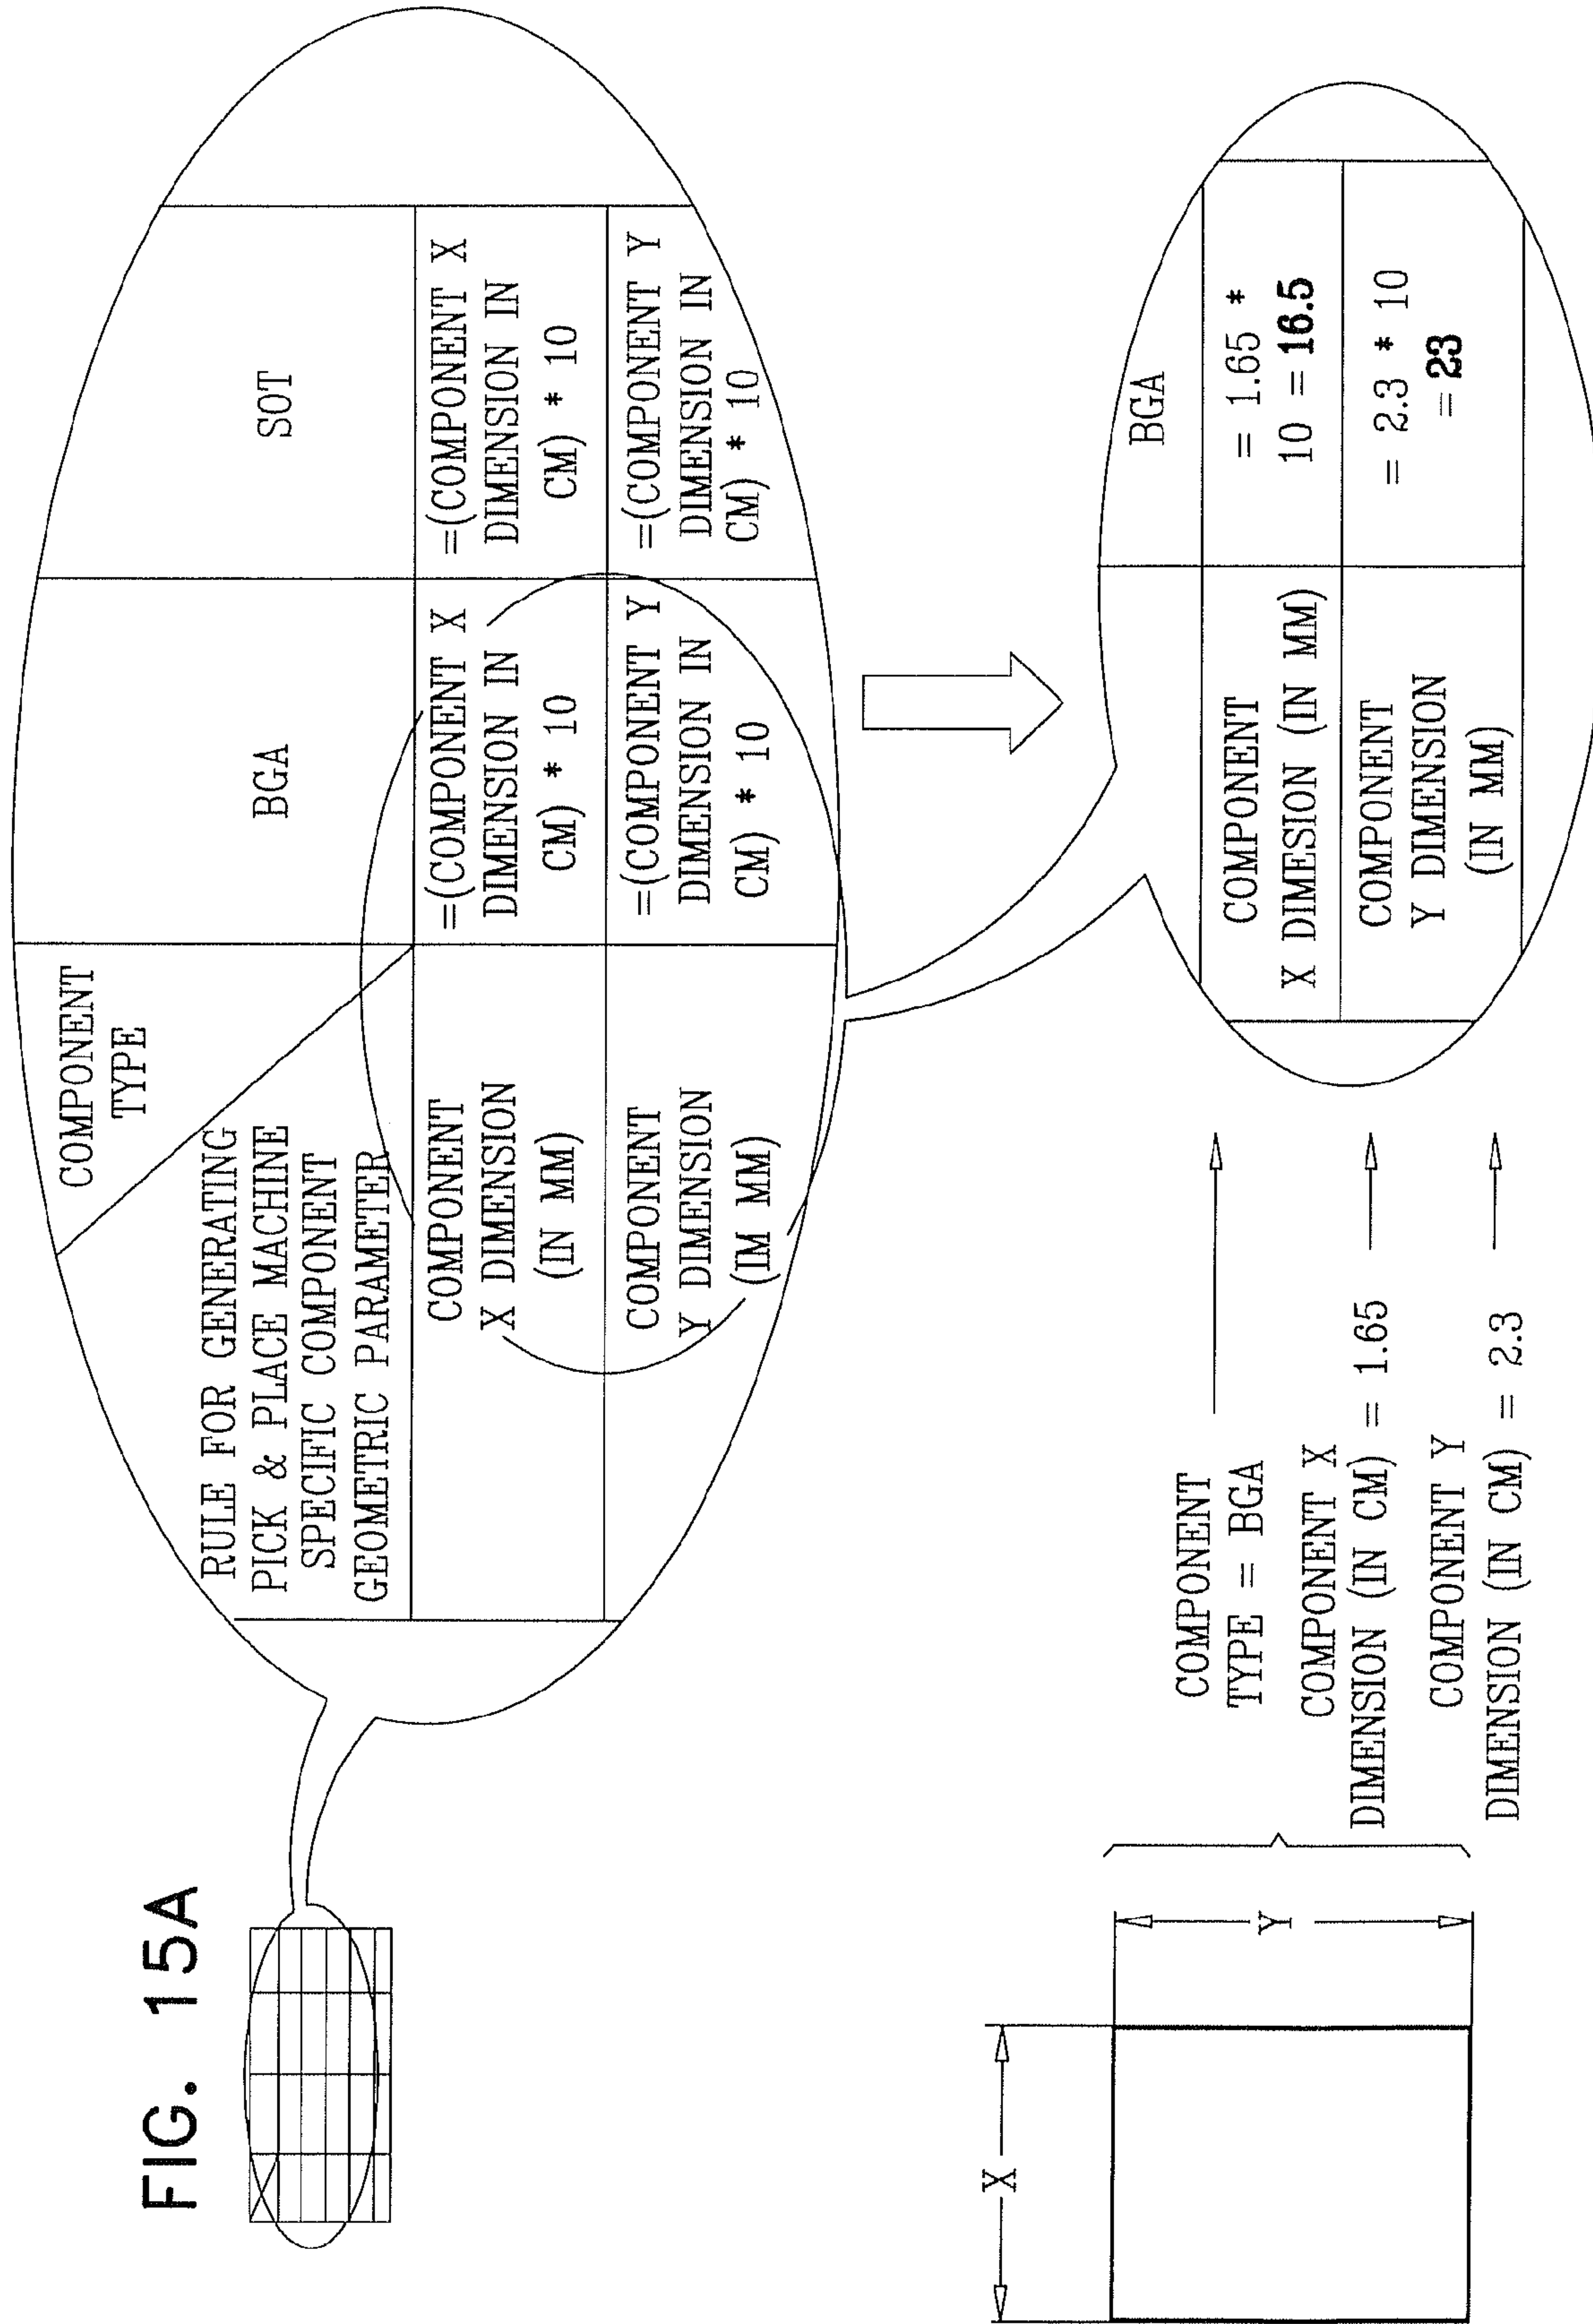 FIG. 15A
COMPONENT
TYPE
RULE FOR GENERATING
PICK & PLACE MACHINE
SPECIFIC COMPONENT
GEOMETRIC PARAMETER
BGA
SOT
COMPONENT
X DIMENSION
(IN MM)
=(COMPONENT X
DIMENSION IN
CM) * 10
=(COMPONENT X
DIMENSION IN
CM) * 10
COMPONENT
Y DIMENSION
(IM MM)
=(COMPONENT Y
DIMENSION IN
CM) * 10
=(COMPONENT Y
DIMENSION IN
CM) * 10
X
Y
COMPONENT
TYPE = BGA
COMPONENT X
DIMENSION (IN CM) = 1.65
COMPONENT Y
DIMENSION (IN CM) = 2.3
BGA
COMPONENT
X DIMESION (IN MM)
= 1.65 *
10 = 16.5
COMPONENT
Y DIMENSION
(IN MM)
= 2.3 * 10
= 23